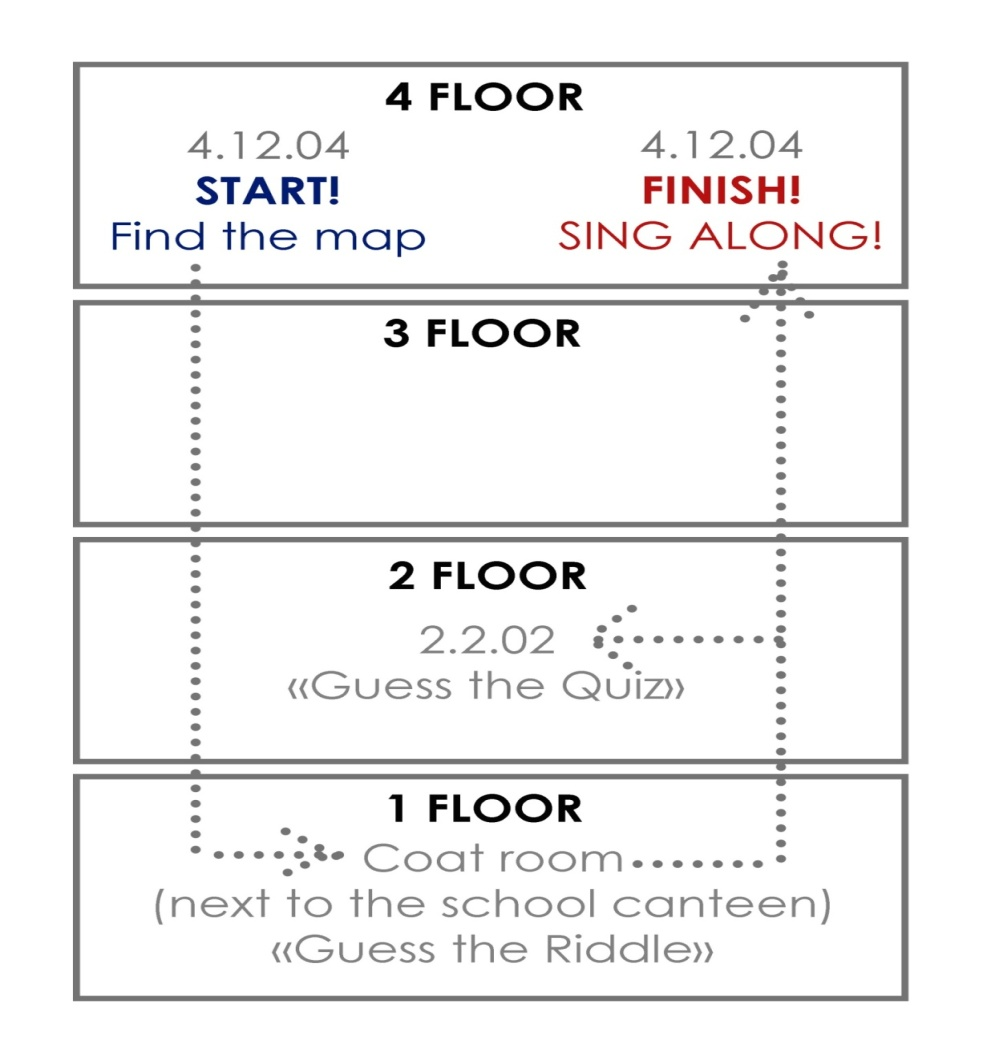 4 FLOOR
4.12.04
START!
Find the map
4.12.04
FINISH!
SING ALONG!
3 FLOOR
2 FLOOR
2.2.02
«Guess the Quiz»
1 FLOOR
Coat room
(next to the school canteen)
«Guess the Riddle»